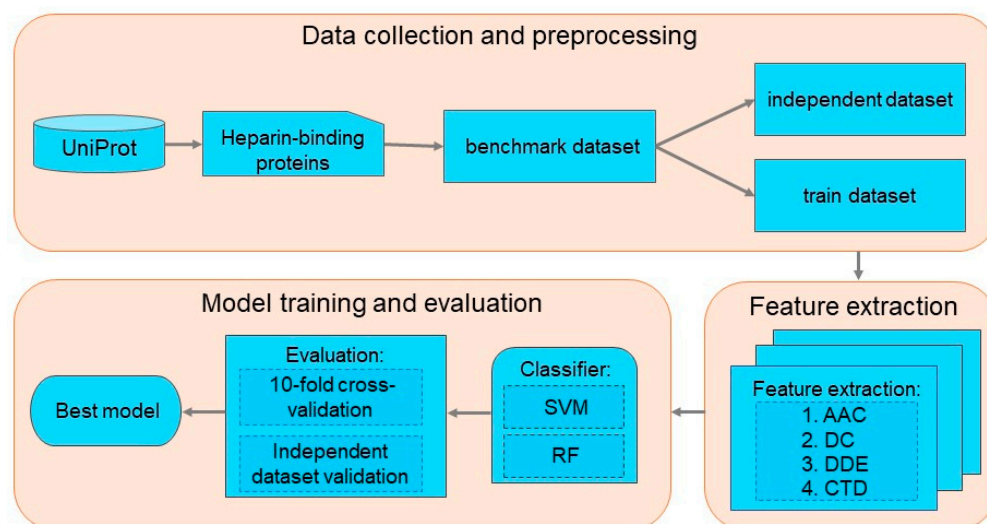 Data collection and preprocessing
UniProt
Heparin-binding
proteins
benchmark dataset
independent dataset
train dataset
Model training and evaluation
Best model
Evaluation:
10-fold cross-
validation
Independent
dataset validation
Classifier:
SVM
RF
Feature extraction
Feature extraction:
1. AAC
2. DC
3. DDE
4. CTD